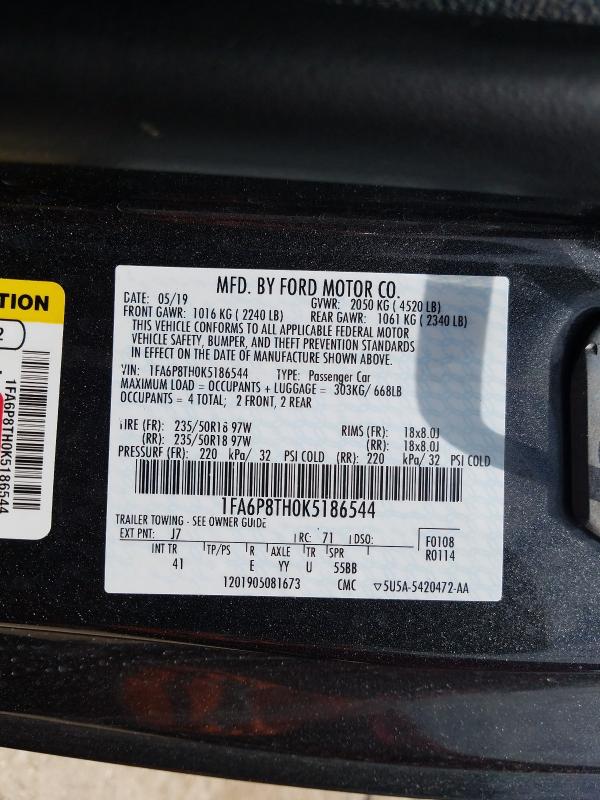 TION
2
1FA6P8TH0K5186544
MFD. BY FORD MOTOR CO.
DATE: 05/19 GVWR: 2050 KG ( 4520 LB)
FRONT GAWR: 1016 KG ( 2240 LB) REAR GAWR: 1061 KG ( 2340 LB)
THIS VEHICLE CONFORMS TO ALL APPLICABLE FEDERAL MOTOR
VEHICLE SAFETY, BUMPER, AND THEFT PREVENTION STANDARDS
IN EFFECT ON THE DATE OF MANUFACTURE SHOWN ABOVE.
VIN: 1FA6P8TH0K5186544 TYPE: Passenger Car
MAXIMUM LOAD = OCCUPANTS + LUGGAGE = 303KG/ 668LB
OCCUPANTS = 4 TOTAL; 2 FRONT, 2 REAR
TIRE (FR): 235/50R18 97W RIMS (FR): 18x8.0J
(RR): 235/50R18 97W (RR): 18x8.0J
PRESSURE (FR): 220 kPa/ 32 PSI COLD (RR): 220 kPa/ 32 PSI COLD
1FA6P8TH0K5186544
TRAILER TOWING - SEE OWNER GUIDE
EXT PNT: J7 RC: 71 DSO: F0108
INT TR TP/PS R AXLE TR SPR R0114
41 E YY U 55BB
1201905081673 CMC ▽5U5A-5420472-AA